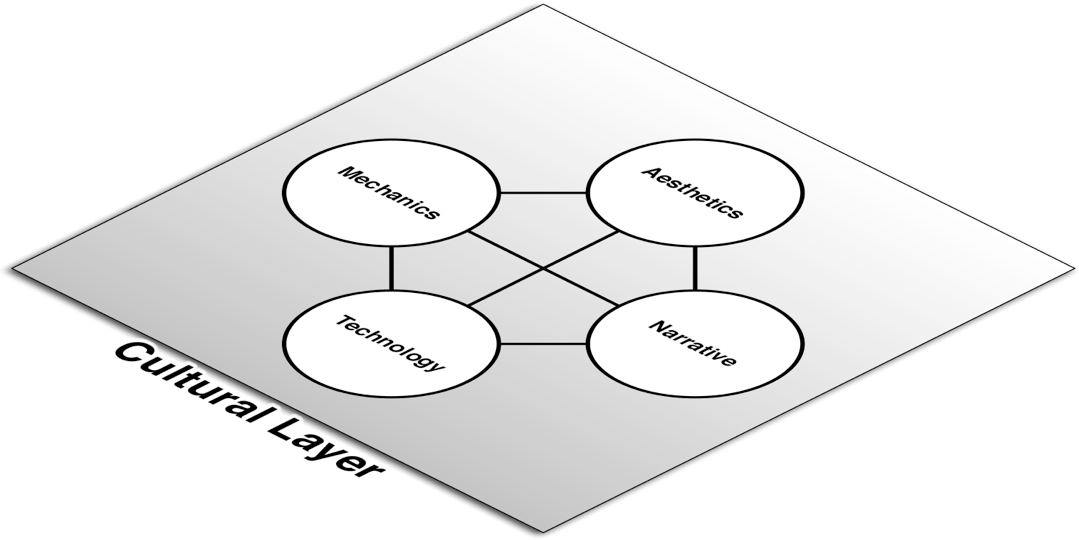 Mechanics
Aesthetics
Technology
Narrative
Cultural Layer